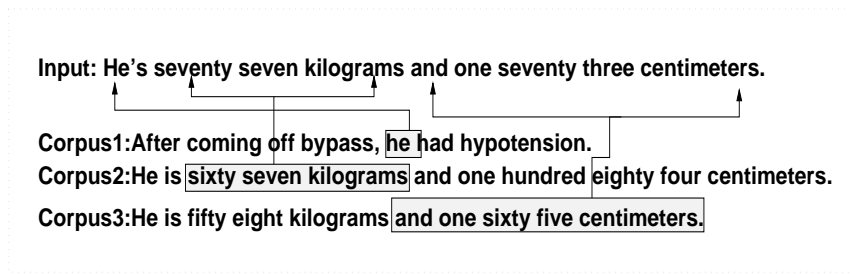 Input: He's seventy seven kilograms and one seventy three centimeters.
Corpus1:After coming off bypass, he had hypotension.
Corpus2:He is sixty seven kilograms and one hundred eighty four centimeters.
Corpus3:He is fifty eight kilograms and one sixty five centimeters.